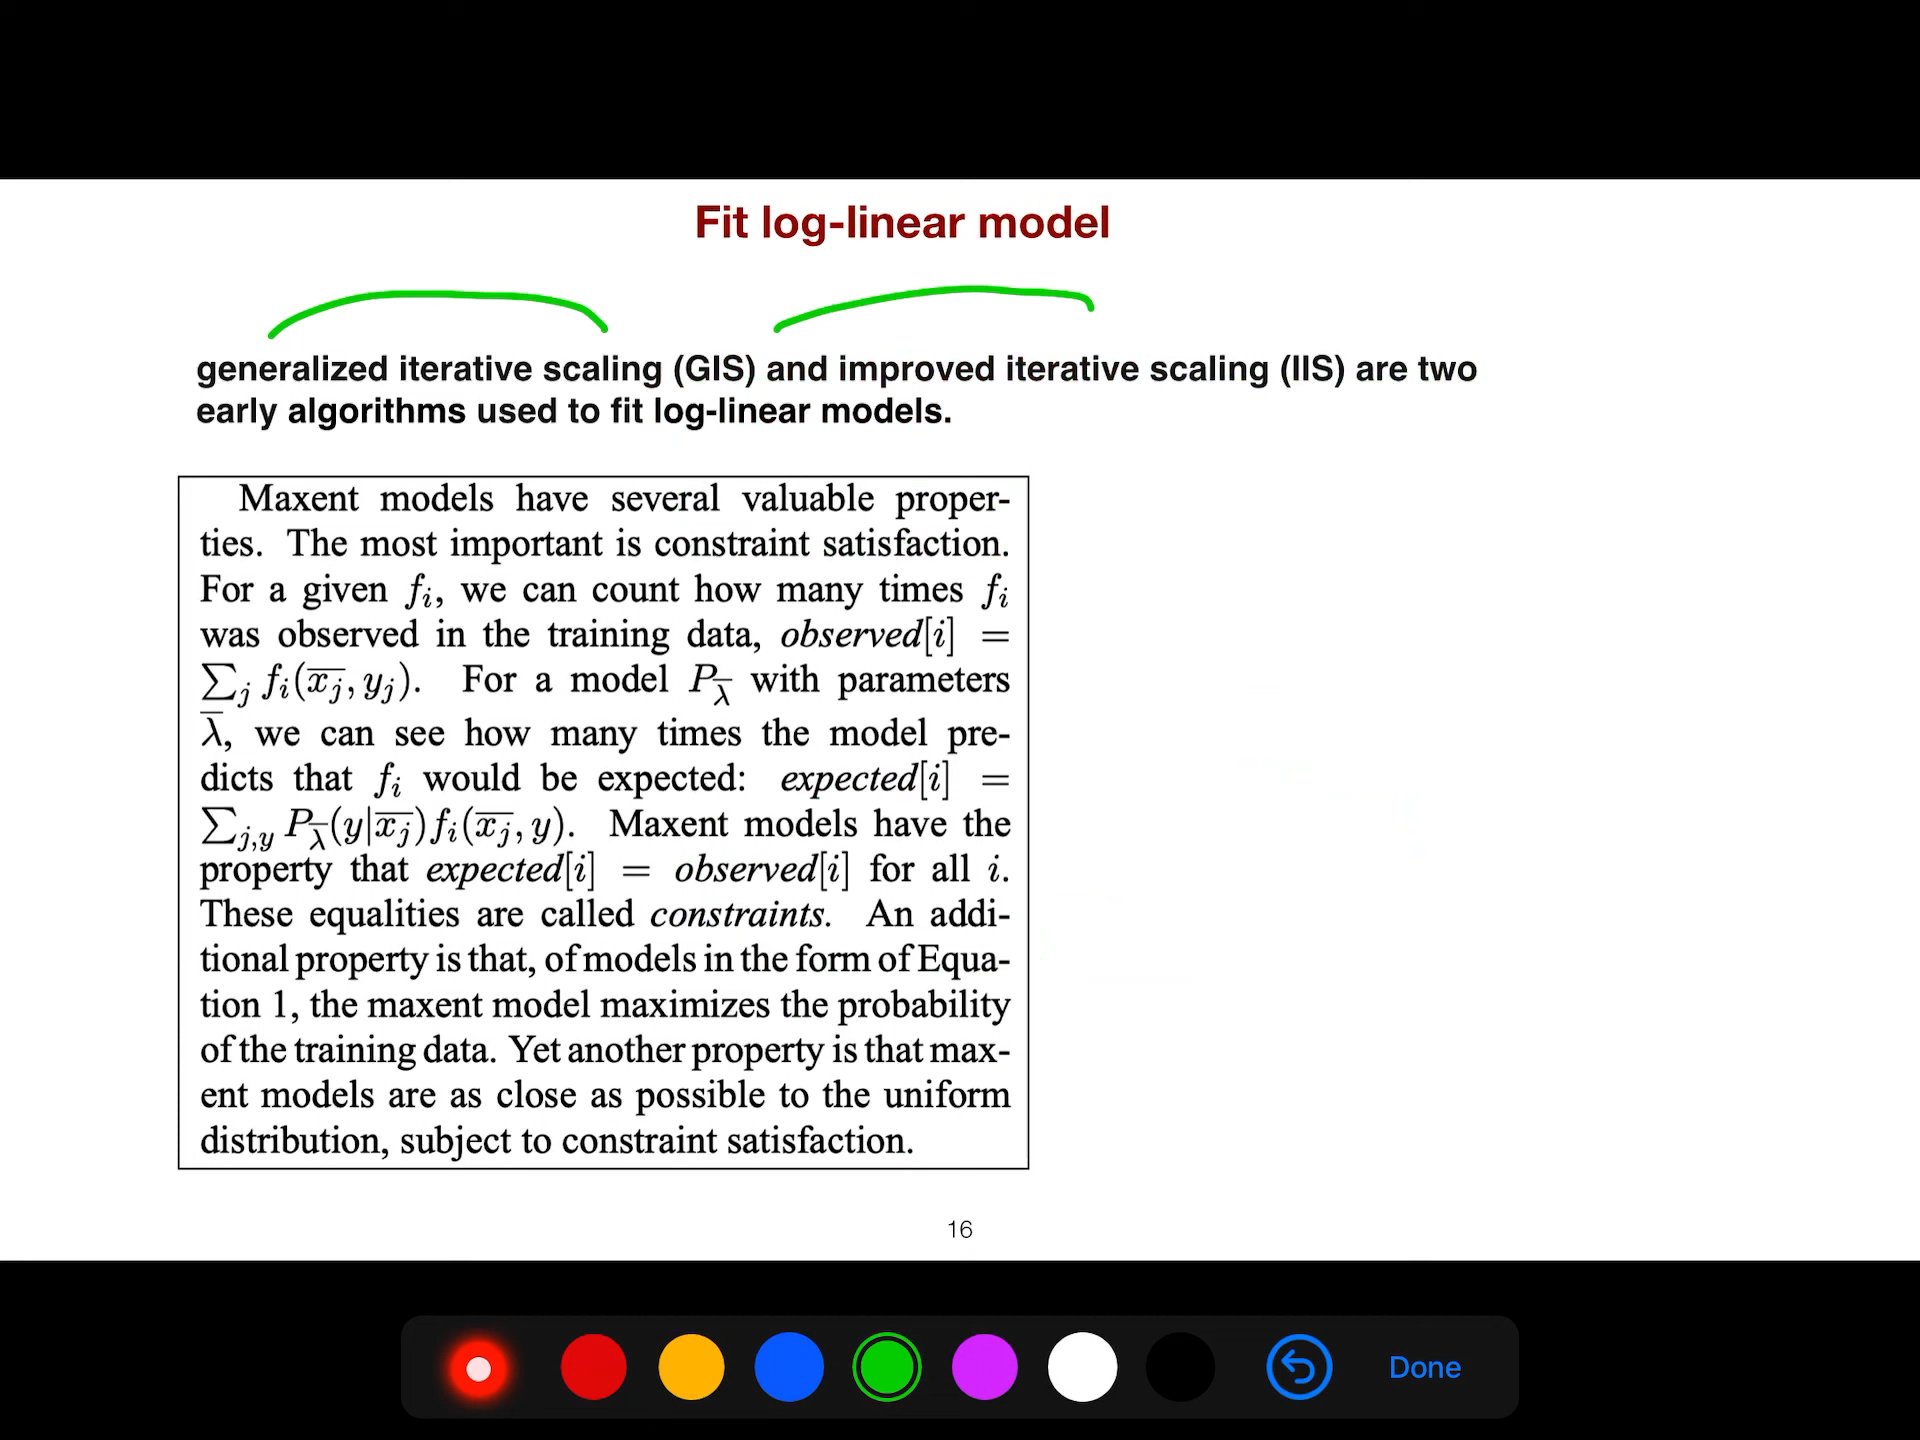 Fit log-linear model
generalized iterative scaling (GIS) and improved iterative scaling (IIS) are two
early algorithms used to fit log-linear models.
Maxent models have several valuable proper-
ties. The most important is constraint satisfaction.
For a given fᵢ, we can count how many times fᵢ
was observed in the training data, observed[i] =
∑ⱼ fᵢ(x̅ⱼ, yⱼ). For a model P_λ̅ with parameters
λ̅, we can see how many times the model pre-
dicts that fᵢ would be expected: expected[i] =
∑ⱼ,y P_λ̅(y|x̅ⱼ)fᵢ(x̅ⱼ, y). Maxent models have the
property that expected[i] = observed[i] for all i.
These equalities are called constraints. An addi-
tional property is that, of models in the form of Equa-
tion 1, the maxent model maximizes the probability
of the training data. Yet another property is that max-
ent models are as close as possible to the uniform
distribution, subject to constraint satisfaction.
16
Done